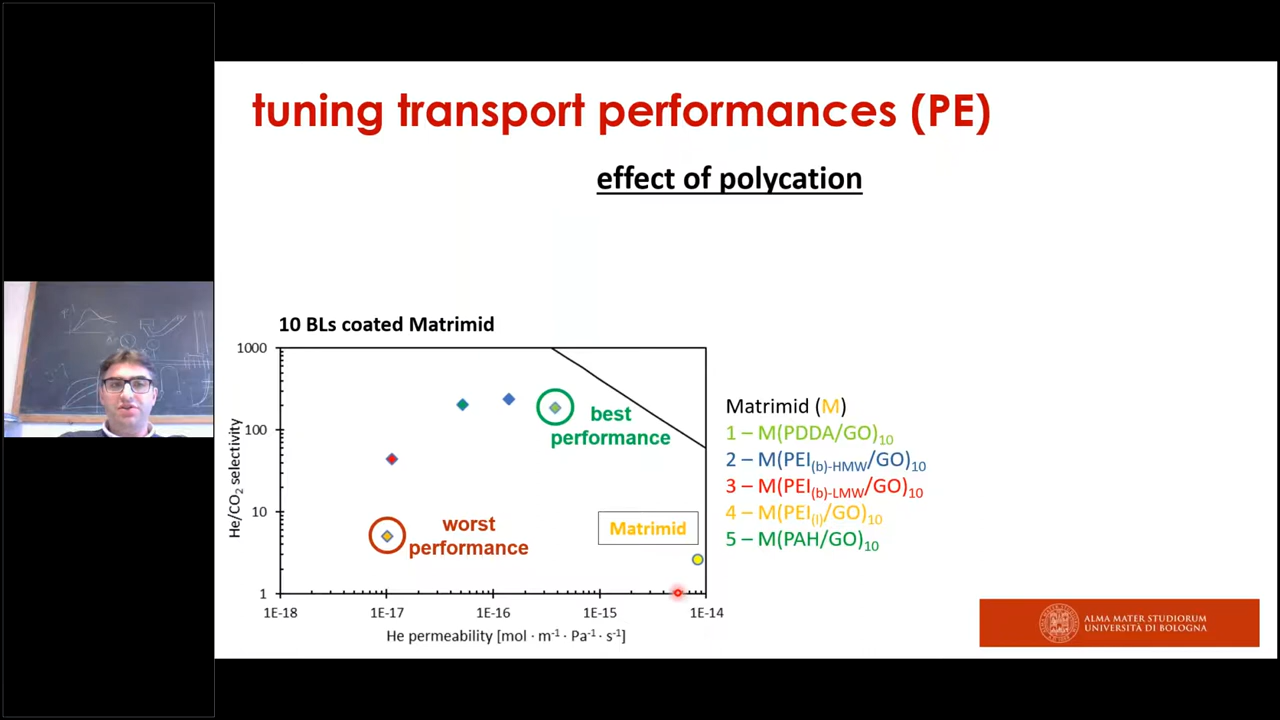 tuning transport performances (PE)
effect of polycation
10 BLs coated Matrimid
1000
100
10
1
He/CO₂ selectivity
best
performance
worst
performance
Matrimid
1E-18
1E-17
1E-16
1E-15
1E-14
He permeability [mol · m⁻¹ · Pa⁻¹ · s⁻¹]
Matrimid (M)
1 – M(PDDA/GO)₁₀
2 – M(PEI(b)-HMW/GO)₁₀
3 – M(PEI(b)-LMW/GO)₁₀
4 – M(PEI(l)/GO)₁₀
5 – M(PAH/GO)₁₀
ALMA MATER STUDIORUM
UNIVERSITÀ DI BOLOGNA